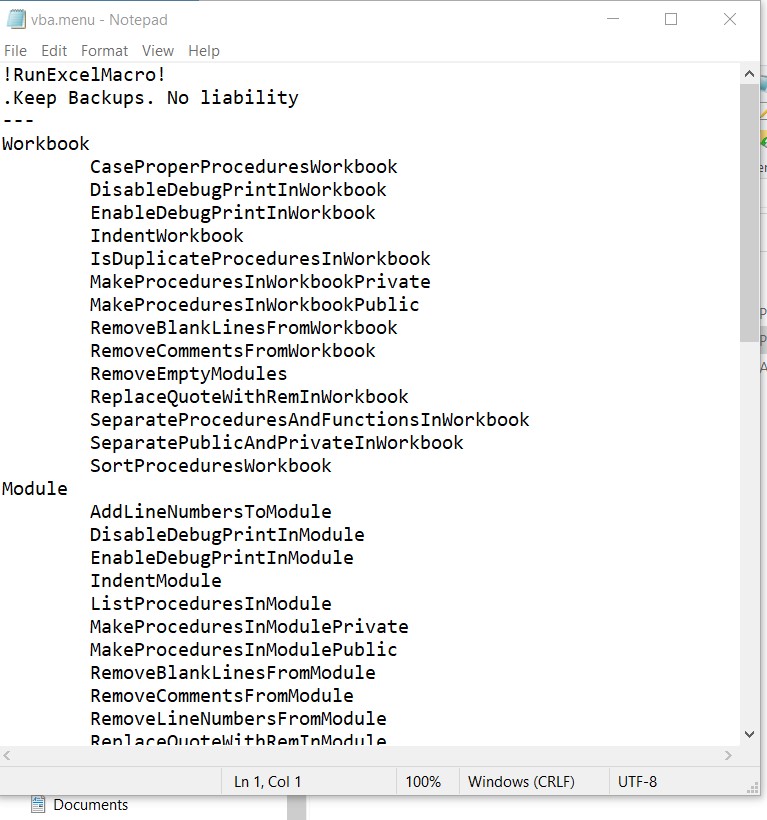 vba.menu - Notepad
File Edit Format View Help
!RunExcelMacro!
.Keep Backups. No liability
---
Workbook
CaseProperProceduresWorkbook
DisableDebugPrintInWorkbook
EnableDebugPrintInWorkbook
IndentWorkbook
IsDuplicateProceduresInWorkbook
MakeProceduresInWorkbookPrivate
MakeProceduresInWorkbookPublic
RemoveBlankLinesFromWorkbook
RemoveCommentsFromWorkbook
RemoveEmptyModules
ReplaceQuoteWithRemInWorkbook
SeparateProceduresAndFunctionsInWorkbook
SeparatePublicAndPrivateInWorkbook
SortProceduresWorkbook
Module
AddLineNumbersToModule
DisableDebugPrintInModule
EnableDebugPrintInModule
IndentModule
ListProceduresInModule
MakeProceduresInModulePrivate
MakeProceduresInModulePublic
RemoveBlankLinesFromModule
RemoveCommentsFromModule
RemoveLineNumbersFromModule
ReplaceQuoteWithRemInModule
Ln 1, Col 1 100% Windows (CRLF) UTF-8
Documents